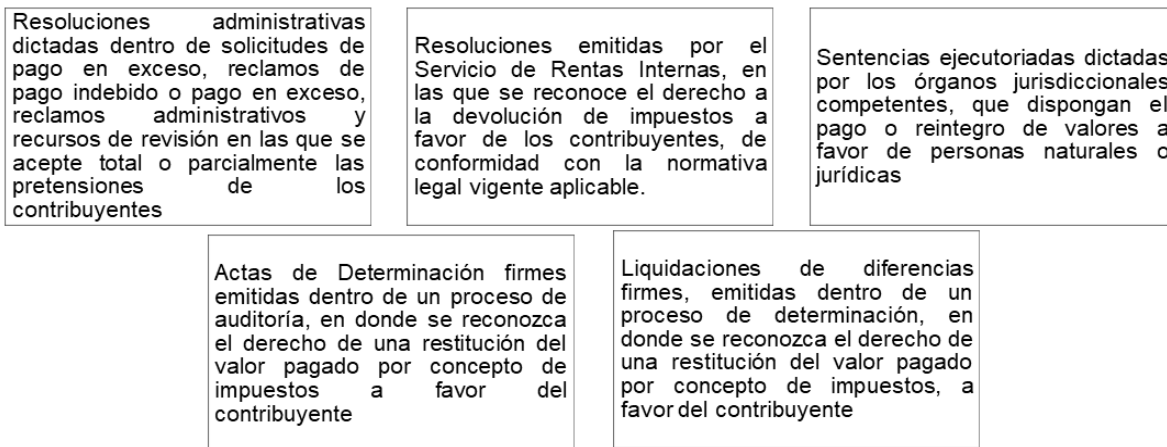 Resoluciones administrativas
dictadas dentro de solicitudes de
pago en exceso, reclamos de
pago indebido o pago en exceso,
reclamos administrativos y
recursos de revisión en las que se
acepte total o parcialmente las
pretensiones de los
contribuyentes
Resoluciones emitidas por el
Servicio de Rentas Internas, en
las que se reconoce el derecho a
la devolución de impuestos a
favor de los contribuyentes, de
conformidad con la normativa
legal vigente aplicable.
Sentencias ejecutoriadas dictadas
por los órganos jurisdiccionales
competentes, que dispongan el
pago o reintegro de valores a
favor de personas naturales o
jurídicas
Actas de Determinación firmes
emitidas dentro de un proceso de
auditoría, en donde se reconozca
el derecho de una restitución del
valor pagado por concepto de
impuestos a favor del
contribuyente
Liquidaciones de diferencias
firmes, emitidas dentro de un
proceso de determinación, en
donde se reconozca el derecho de
una restitución del valor pagado
por concepto de impuestos, a
favor del contribuyente